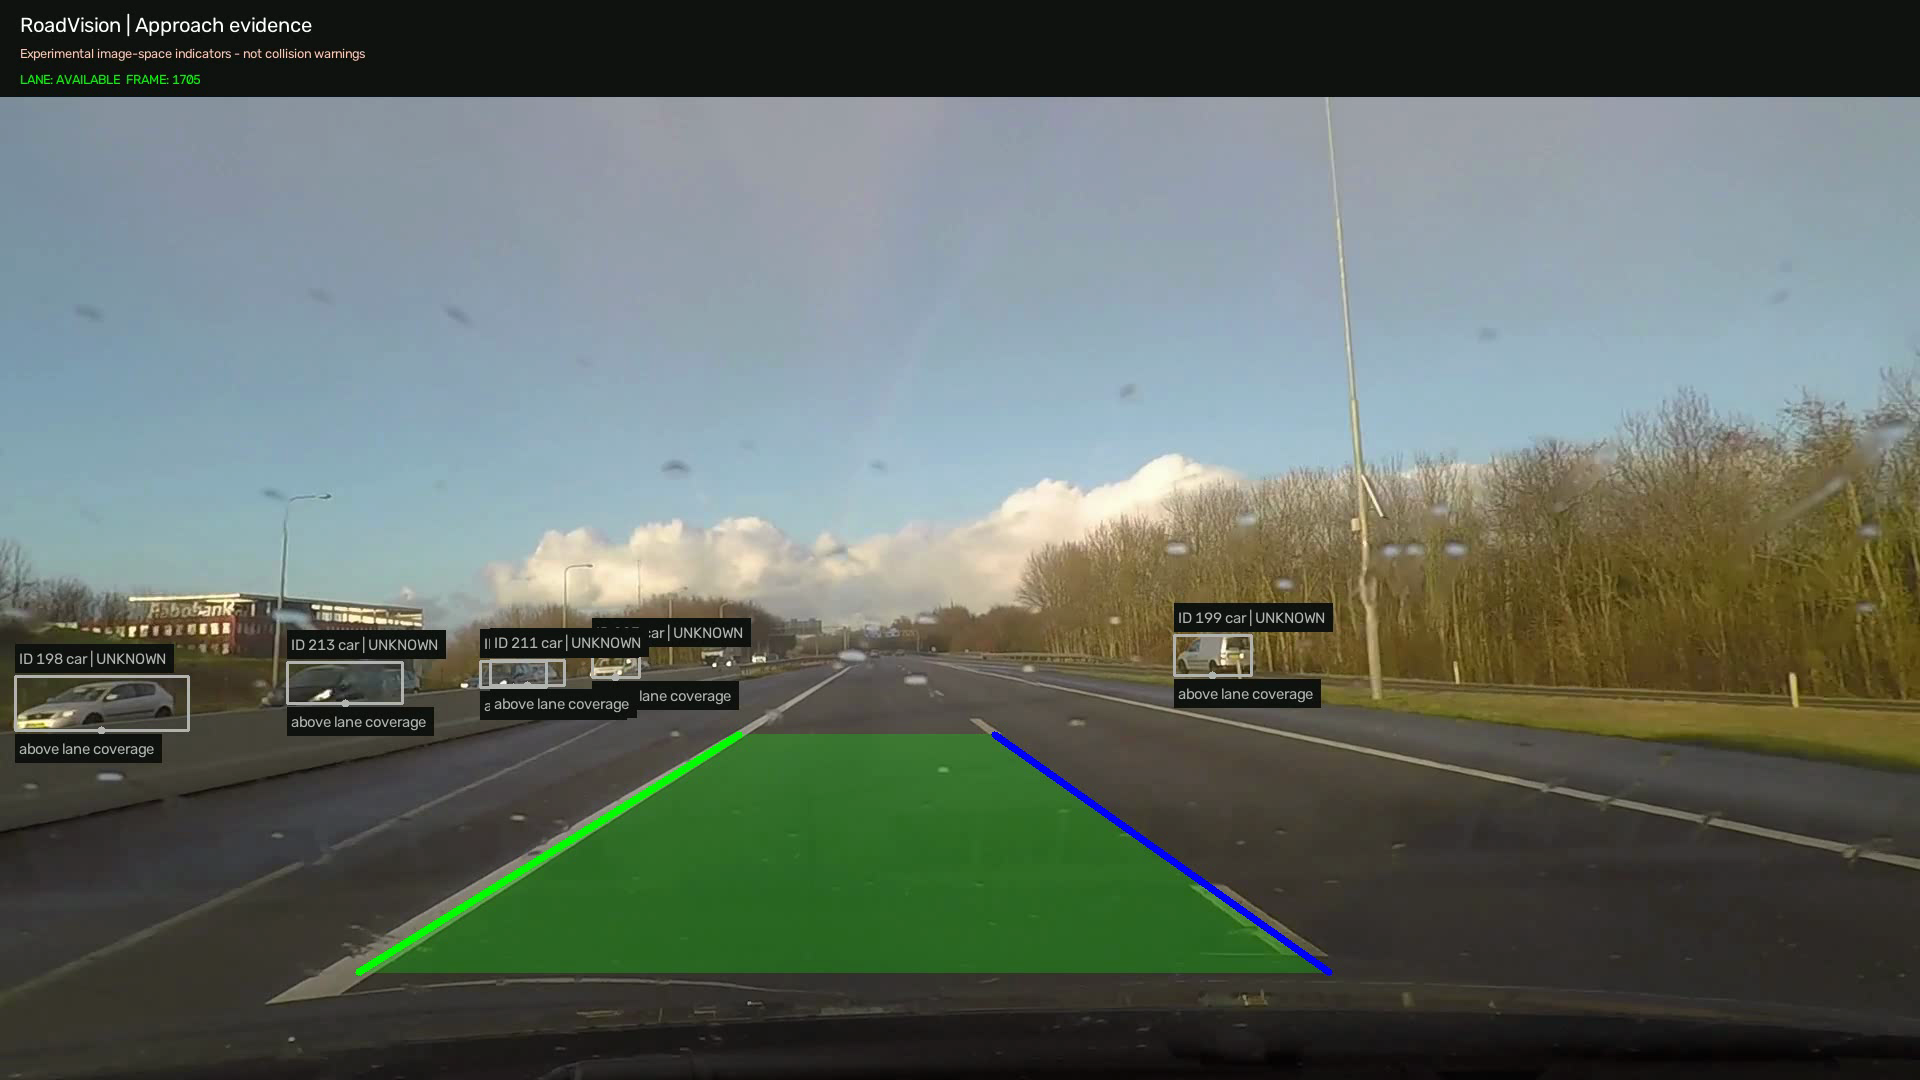 RoadVision | Approach evidence
Experimental image-space indicators - not collision warnings
LANE: AVAILABLE FRAME: 1705
Rabobank
car | UNKNOWN
ID 199 car | UNKNOWN
ID 213 car | UNKNOWN
ID 211 car | UNKNOWN
ID 198 car | UNKNOWN
above lane coverage
lane coverage
above lane coverage
above lane coverage
above lane coverage